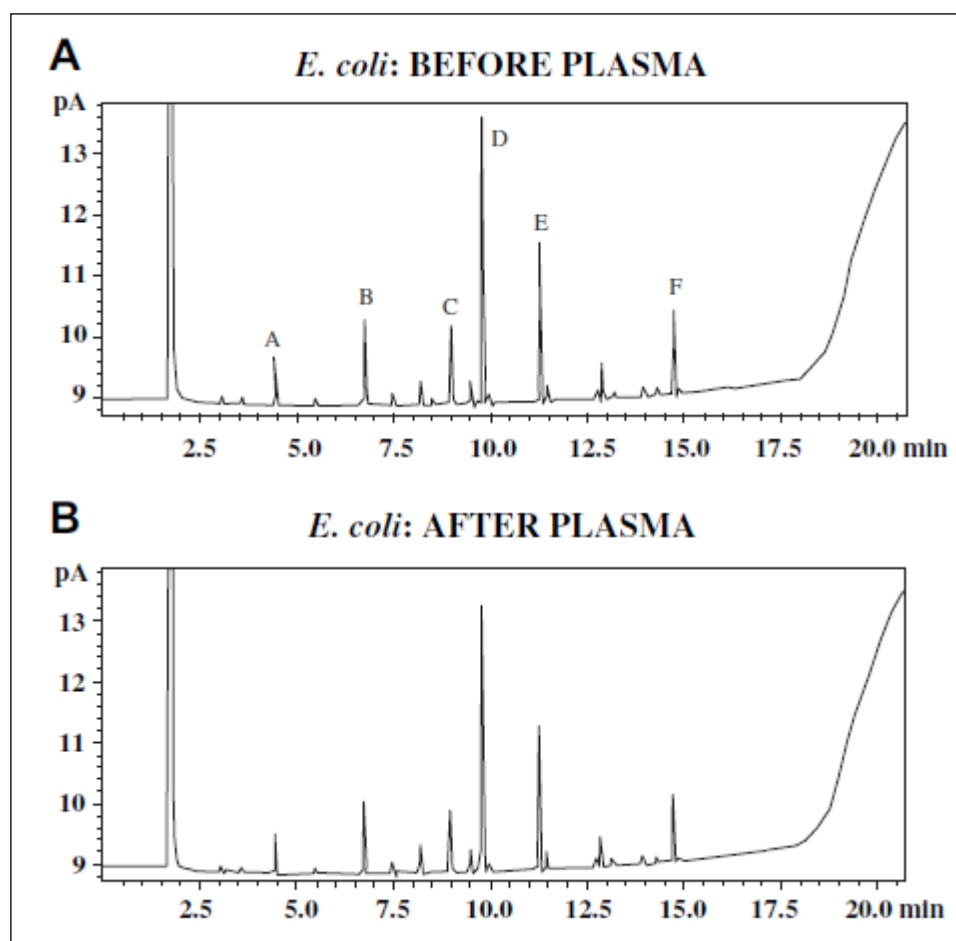 A
E. coli: BEFORE PLASMA
pA
13
12
11
10
9
A
B
C
D
E
F
2.5 5.0 7.5 10.0 12.5 15.0 17.5 20.0 min
B
E. coli: AFTER PLASMA
pA
13
12
11
10
9
2.5 5.0 7.5 10.0 12.5 15.0 17.5 20.0 min